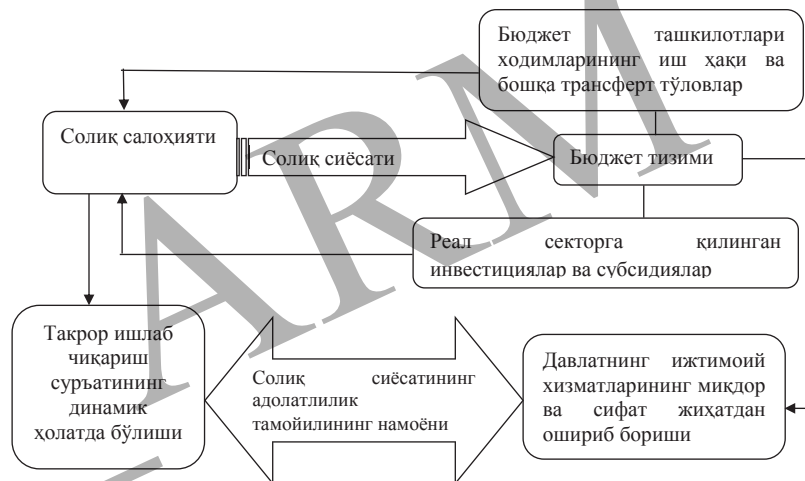 Бюджет ташкилотлари
ходимларининг иш ҳақи ва
бошқа трансферт тўловлар
Солиқ салоҳияти
Солиқ сиёсати
Бюджет тизими
Реал секторга қилинган
инвестициялар ва субсидиялар
Такрор ишлаб
чиқариш
суръатининг
динамик
ҳолатда бўлиши
Солиқ сиёсатининг
адолатлилик
тамойилининг намоёни
Давлатнинг ижтимоий
хизматларининг миқдор
ва сифат жиҳатдан
ошириб бориши
ARM